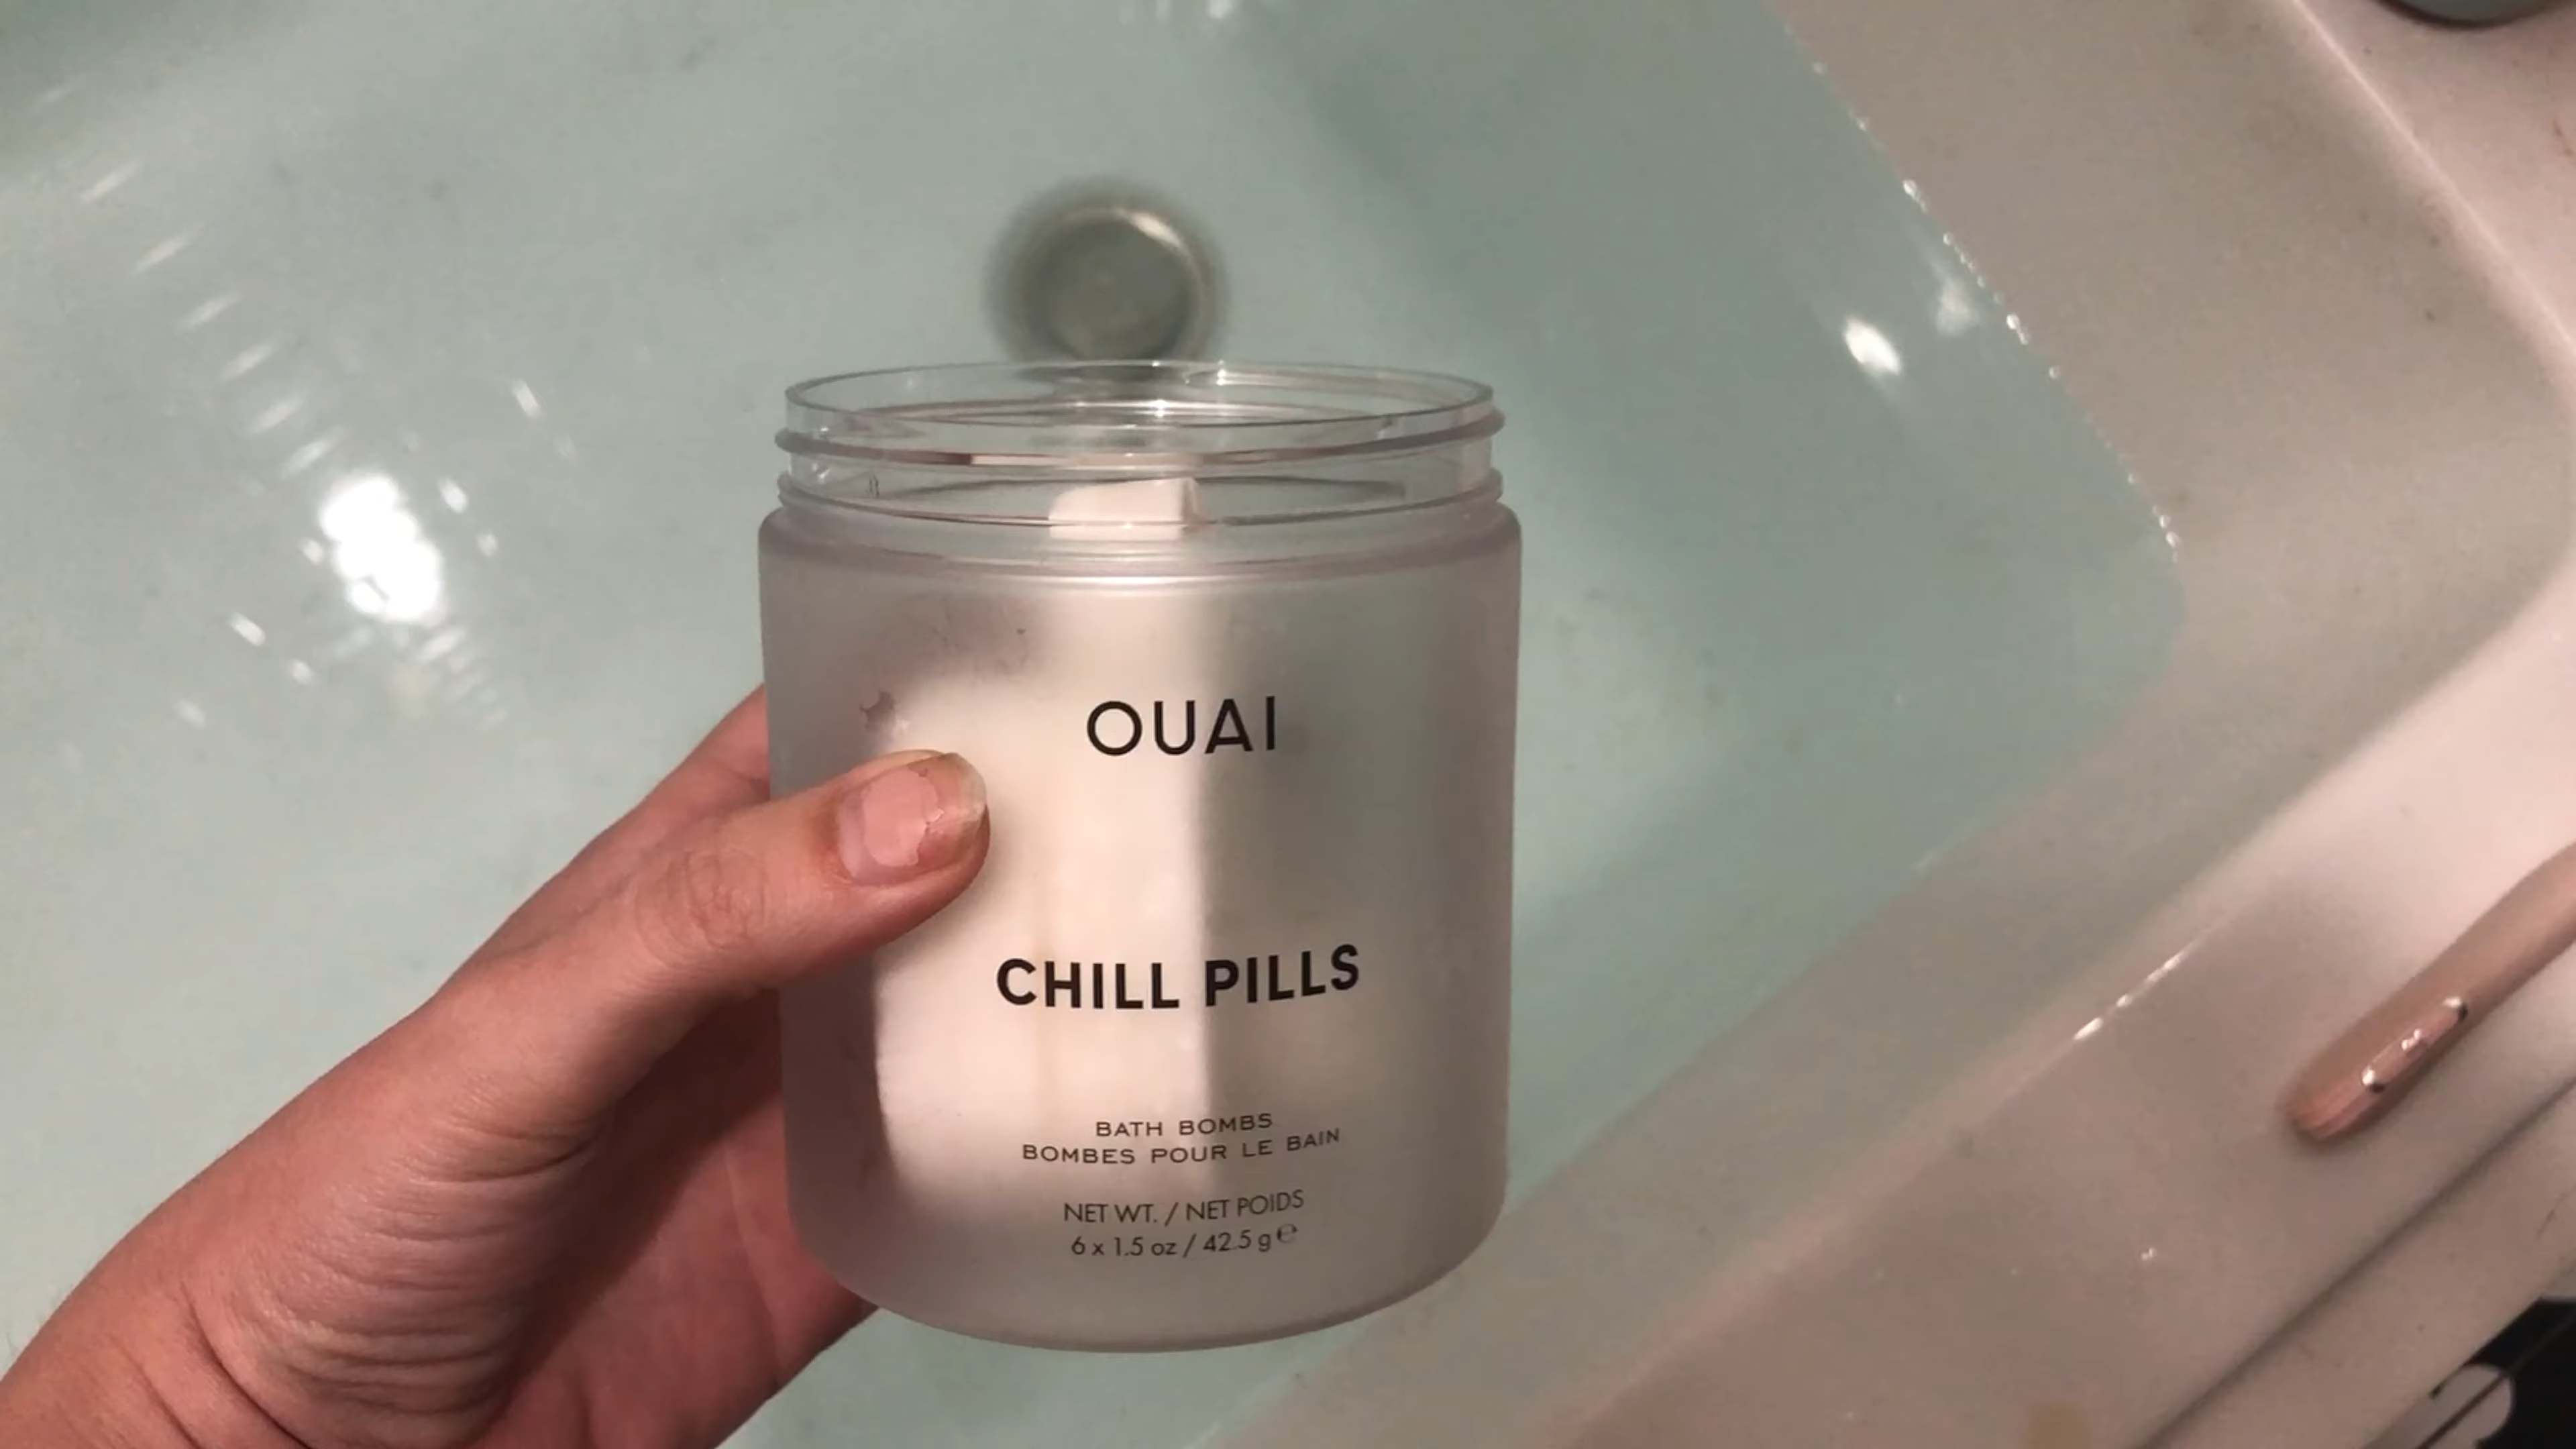 OUAI
CHILL PILLS
BATH BOMBS
BOMBES POUR LE BAIN
NET WT. / NET POIDS
6 x 1.5 oz / 42.5 g ℮